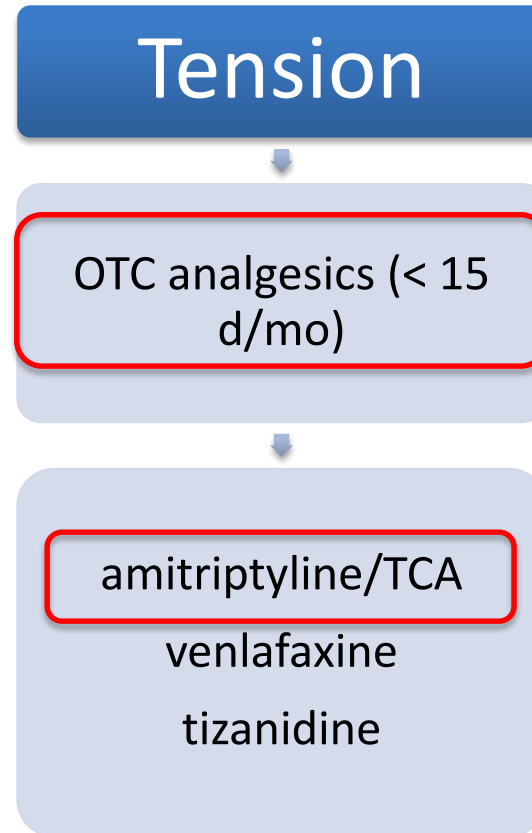 Tension
OTC analgesics (< 15
d/mo)
amitriptyline/TCA
venlafaxine
tizanidine